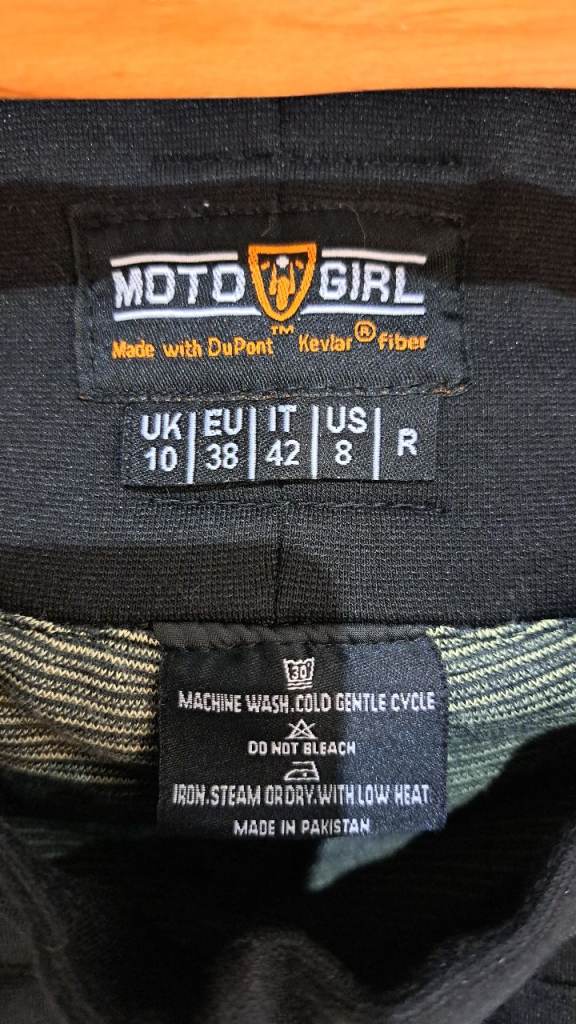 MOTO GIRL
Made with DuPont™ Kevlar® fiber
UK EU IT US R
10 38 42 8
30
MACHINE WASH.COLD GENTLE CYCLE
DO NOT BLEACH
IRON.STEAM OR DRY.WITH LOW HEAT
MADE IN PAKISTAN